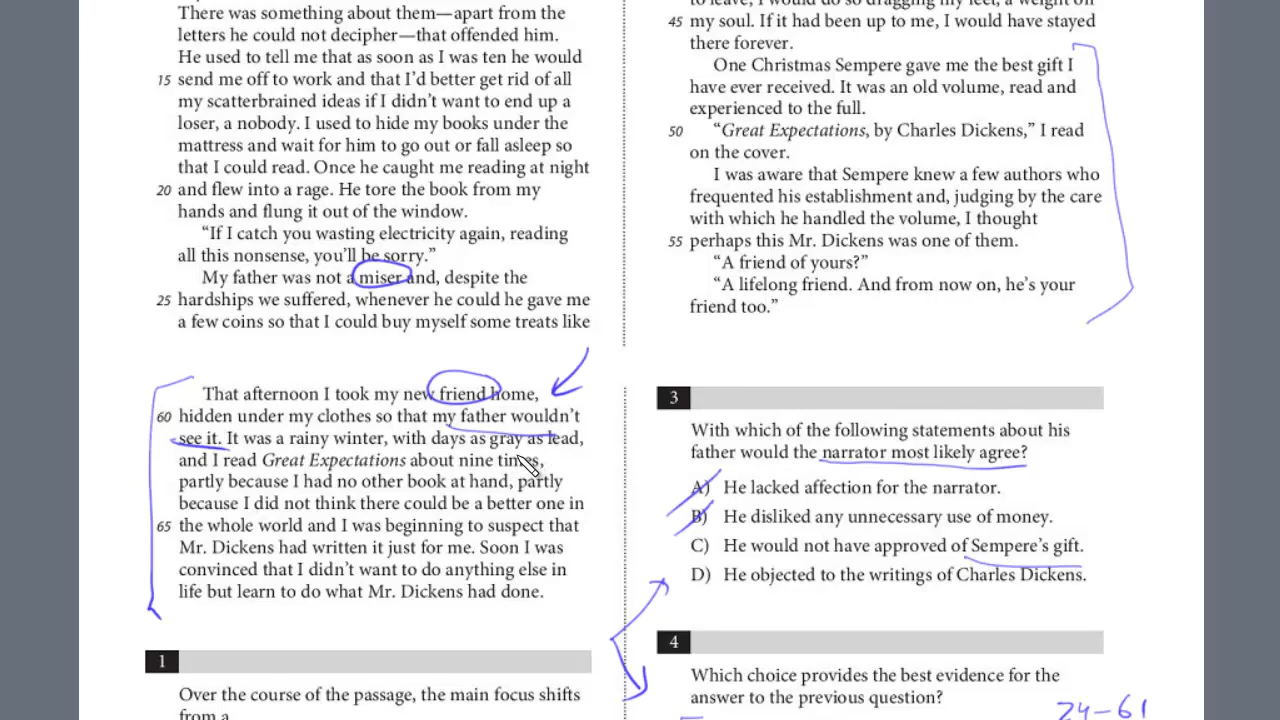 There was something about them—apart from the
letters he could not decipher—that offended him.
He used to tell me that as soon as I was ten he would
15 send me off to work and that I'd better get rid of all
my scatterbrained ideas if I didn't want to end up a
loser, a nobody. I used to hide my books under the
mattress and wait for him to go out or fall asleep so
that I could read. Once he caught me reading at night
20 and flew into a rage. He tore the book from my
hands and flung it out of the window.
“If I catch you wasting electricity again, reading
all this nonsense, you'll be sorry.”
My father was not a miser and, despite the
25 hardships we suffered, whenever he could he gave me
a few coins so that I could buy myself some treats like
to leave, I would do so dragging my feet, a weight on
45 my soul. If it had been up to me, I would have stayed
there forever.
One Christmas Sempere gave me the best gift I
have ever received. It was an old volume, read and
experienced to the full.
50 “Great Expectations, by Charles Dickens,” I read
on the cover.
I was aware that Sempere knew a few authors who
frequented his establishment and, judging by the care
with which he handled the volume, I thought
55 perhaps this Mr. Dickens was one of them.
“A friend of yours?”
“A lifelong friend. And from now on, he's your
friend too.”
That afternoon I took my new friend home,
60 hidden under my clothes so that my father wouldn't
see it. It was a rainy winter, with days as gray as lead,
and I read Great Expectations about nine times,
partly because I had no other book at hand, partly
because I did not think there could be a better one in
65 the whole world and I was beginning to suspect that
Mr. Dickens had written it just for me. Soon I was
convinced that I didn't want to do anything else in
life but learn to do what Mr. Dickens had done.
1
Over the course of the passage, the main focus shifts
from a
3
With which of the following statements about his
father would the narrator most likely agree?
A) He lacked affection for the narrator.
B) He disliked any unnecessary use of money.
C) He would not have approved of Sempere's gift.
D) He objected to the writings of Charles Dickens.
4
Which choice provides the best evidence for the
answer to the previous question?
24-61